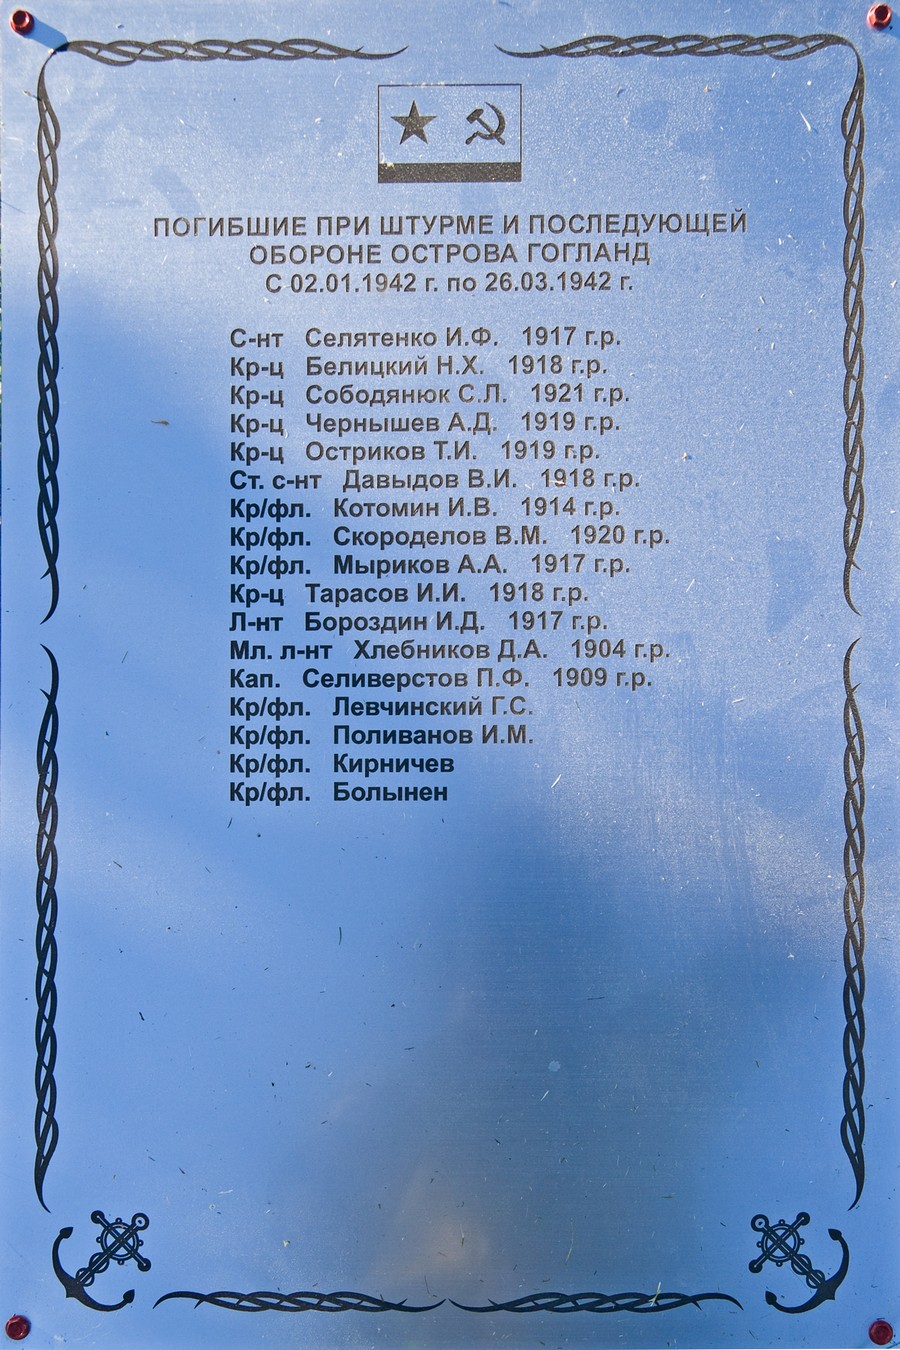 ПОГИБШИЕ ПРИ ШТУРМЕ И ПОСЛЕДУЮЩЕЙ
ОБОРОНЕ ОСТРОВА ГОГЛАНД
С 02.01.1942 г. по 26.03.1942 г.
С-нт Селятенко И.Ф. 1917 г.р.
Кр-ц Белицкий Н.Х. 1918 г.р.
Кр-ц Сободянюк С.Л. 1921 г.р.
Кр-ц Чернышев А.Д. 1919 г.р.
Кр-ц Остриков Т.И. 1919 г.р.
Ст. с-нт Давыдов В.И. 1918 г.р.
Кр/фл. Котомин И.В. 1914 г.р.
Кр/фл. Скороделов В.М. 1920 г.р.
Кр/фл. Мыриков А.А. 1917 г.р.
Кр-ц Тарасов И.И. 1918 г.р.
Л-нт Бороздин И.Д. 1917 г.р.
Мл. л-нт Хлебников Д.А. 1904 г.р.
Кап. Селиверстов П.Ф. 1909 г.р.
Кр/фл. Левчинский Г.С.
Кр/фл. Поливанов И.М.
Кр/фл. Кирничев
Кр/фл. Болынен